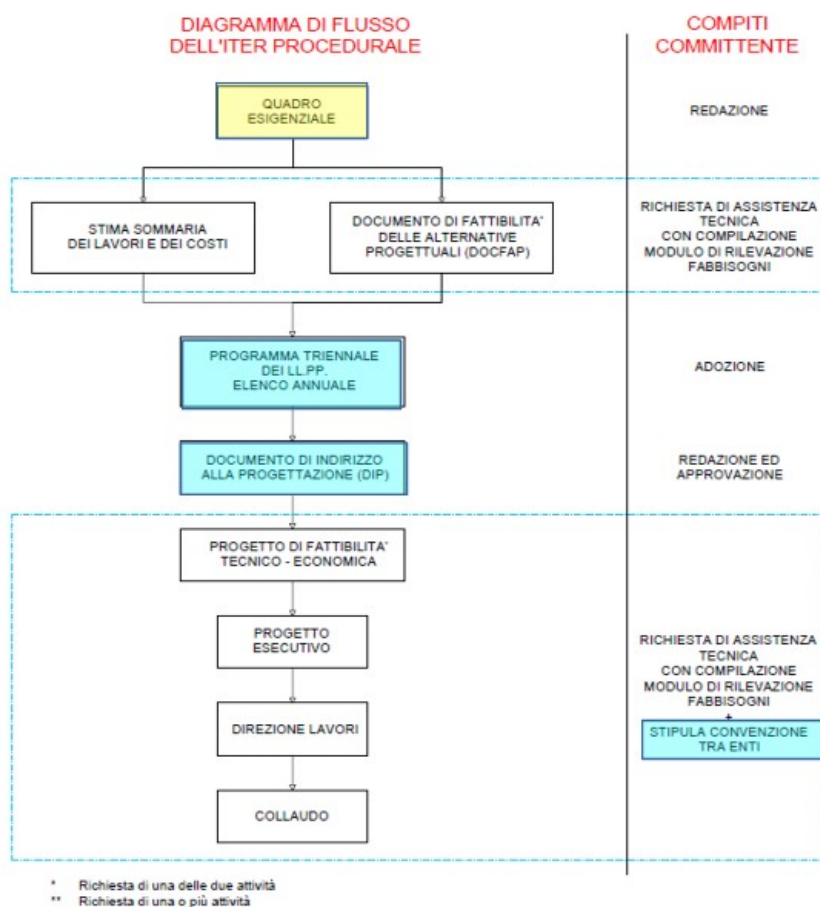 DIAGRAMMA DI FLUSSO
DELL'ITER PROCEDURALE
COMPITI
COMMITTENTE
QUADRO
ESIGENZIALE
REDAZIONE
STIMA SOMMARIA
DEI LAVORI E DEI COSTI
DOCUMENTO DI FATTIBILITA'
DELLE ALTERNATIVE
PROGETTUALI (DOCFAP)
RICHIESTA DI ASSISTENZA
TECNICA
CON COMPILAZIONE
MODULO DI RILEVAZIONE
FABBISOGNI
PROGRAMMA TRIENNALE
DEI LL.PP.
ELENCO ANNUALE
ADOZIONE
DOCUMENTO DI INDIRIZZO
ALLA PROGETTAZIONE (DIP)
REDAZIONE ED
APPROVAZIONE
PROGETTO DI FATTIBILITA'
TECNICO - ECONOMICA
PROGETTO
ESECUTIVO
DIREZIONE LAVORI
COLLAUDO
RICHIESTA DI ASSISTENZA
TECNICA
CON COMPILAZIONE
MODULO DI RILEVAZIONE
FABBISOGNI
+
STIPULA CONVENZIONE
TRA ENTI
* Richiesta di una delle due attività
** Richiesta di una o più attività